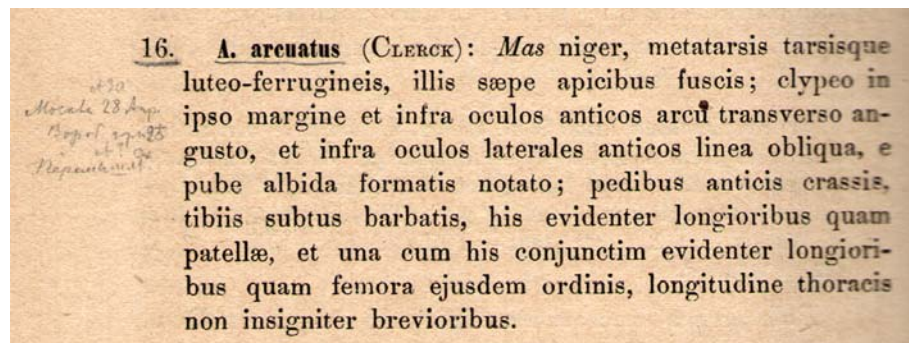 16. A. arcuatus (CLERCK): Mas niger, metatarsis tarsisque
luteo-ferrugineis, illis sæpe apicibus fuscis; clypeo in
ipso margine et infra oculos anticos arcu transverso an-
gusto, et infra oculos laterales anticos linea obliqua, e
pube albida formatis notato; pedibus anticis crassis,
tibiis subtus barbatis, his evidenter longioribus quam
patellæ, et una cum his conjunctim evidenter longiori-
bus quam femora ejusdem ordinis, longitudine thoracis
non insigniter brevioribus.
28